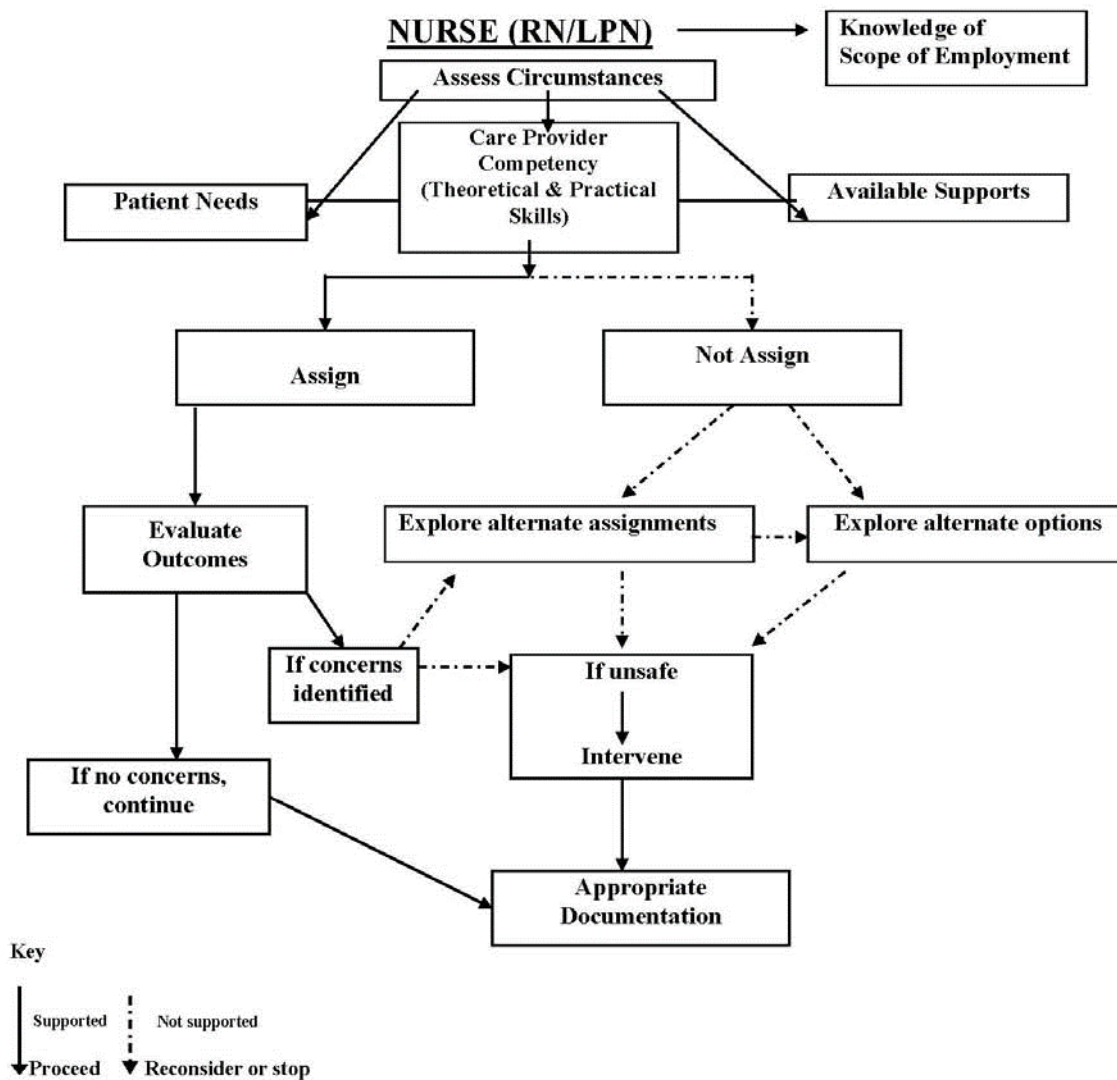 NURSE (RN/LPN)
Knowledge of
Scope of Employment
Assess Circumstances
Care Provider
Competency
(Theoretical & Practical
Skills)
Patient Needs
Available Supports
Assign
Not Assign
Evaluate
Outcomes
Explore alternate assignments
Explore alternate options
If concerns
identified
If unsafe
Intervene
If no concerns,
continue
Appropriate
Documentation
Key
Supported
Not supported
Proceed
Reconsider or stop